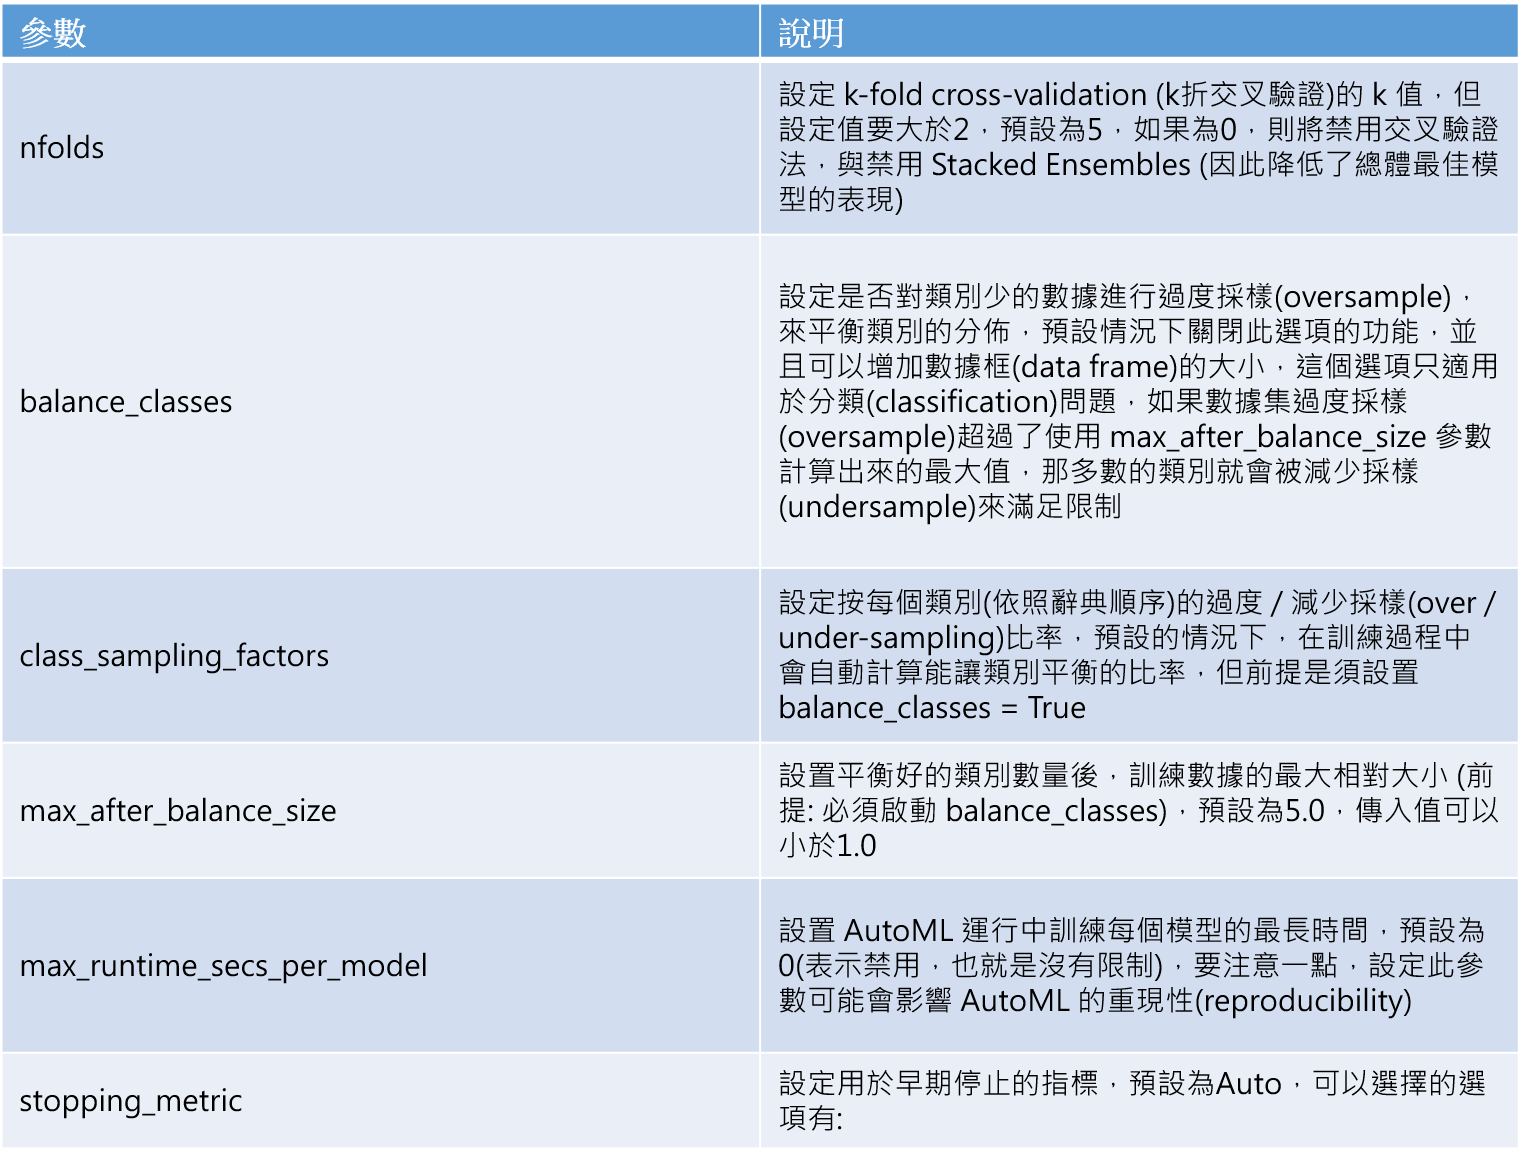 參數
說明
nfolds
設定 k-fold cross-validation (k折交叉驗證)的 k 值，但
設定值要大於2，預設為5，如果為0，則將禁用交叉驗證
法，與禁用 Stacked Ensembles (因此降低了總體最佳模
型的表現)
balance_classes
設定是否對類別少的數據進行過度採樣(oversample)，
來平衡類別的分佈，預設情況下關閉此選項的功能，並
且可以增加數據框(data frame)的大小，這個選項只適用
於分類(classification)問題，如果數據集過度採樣
(oversample)超過了使用 max_after_balance_size 參數
計算出來的最大值，那多數的類別就會被減少採樣
(undersample)來滿足限制
class_sampling_factors
設定按每個類別(依照辭典順序)的過度 / 減少採樣(over /
under-sampling)比率，預設的情況下，在訓練過程中
會自動計算能讓類別平衡的比率，但前提是須設置
balance_classes = True
max_after_balance_size
設置平衡好的類別數量後，訓練數據的最大相對大小 (前
提: 必須啟動 balance_classes)，預設為5.0，傳入值可以
小於1.0
max_runtime_secs_per_model
設置 AutoML 運行中訓練每個模型的最長時間，預設為
0(表示禁用，也就是沒有限制)，要注意一點，設定此參
數可能會影響 AutoML 的重現性(reproducibility)
stopping_metric
設定用於早期停止的指標，預設為Auto，可以選擇的選
項有: